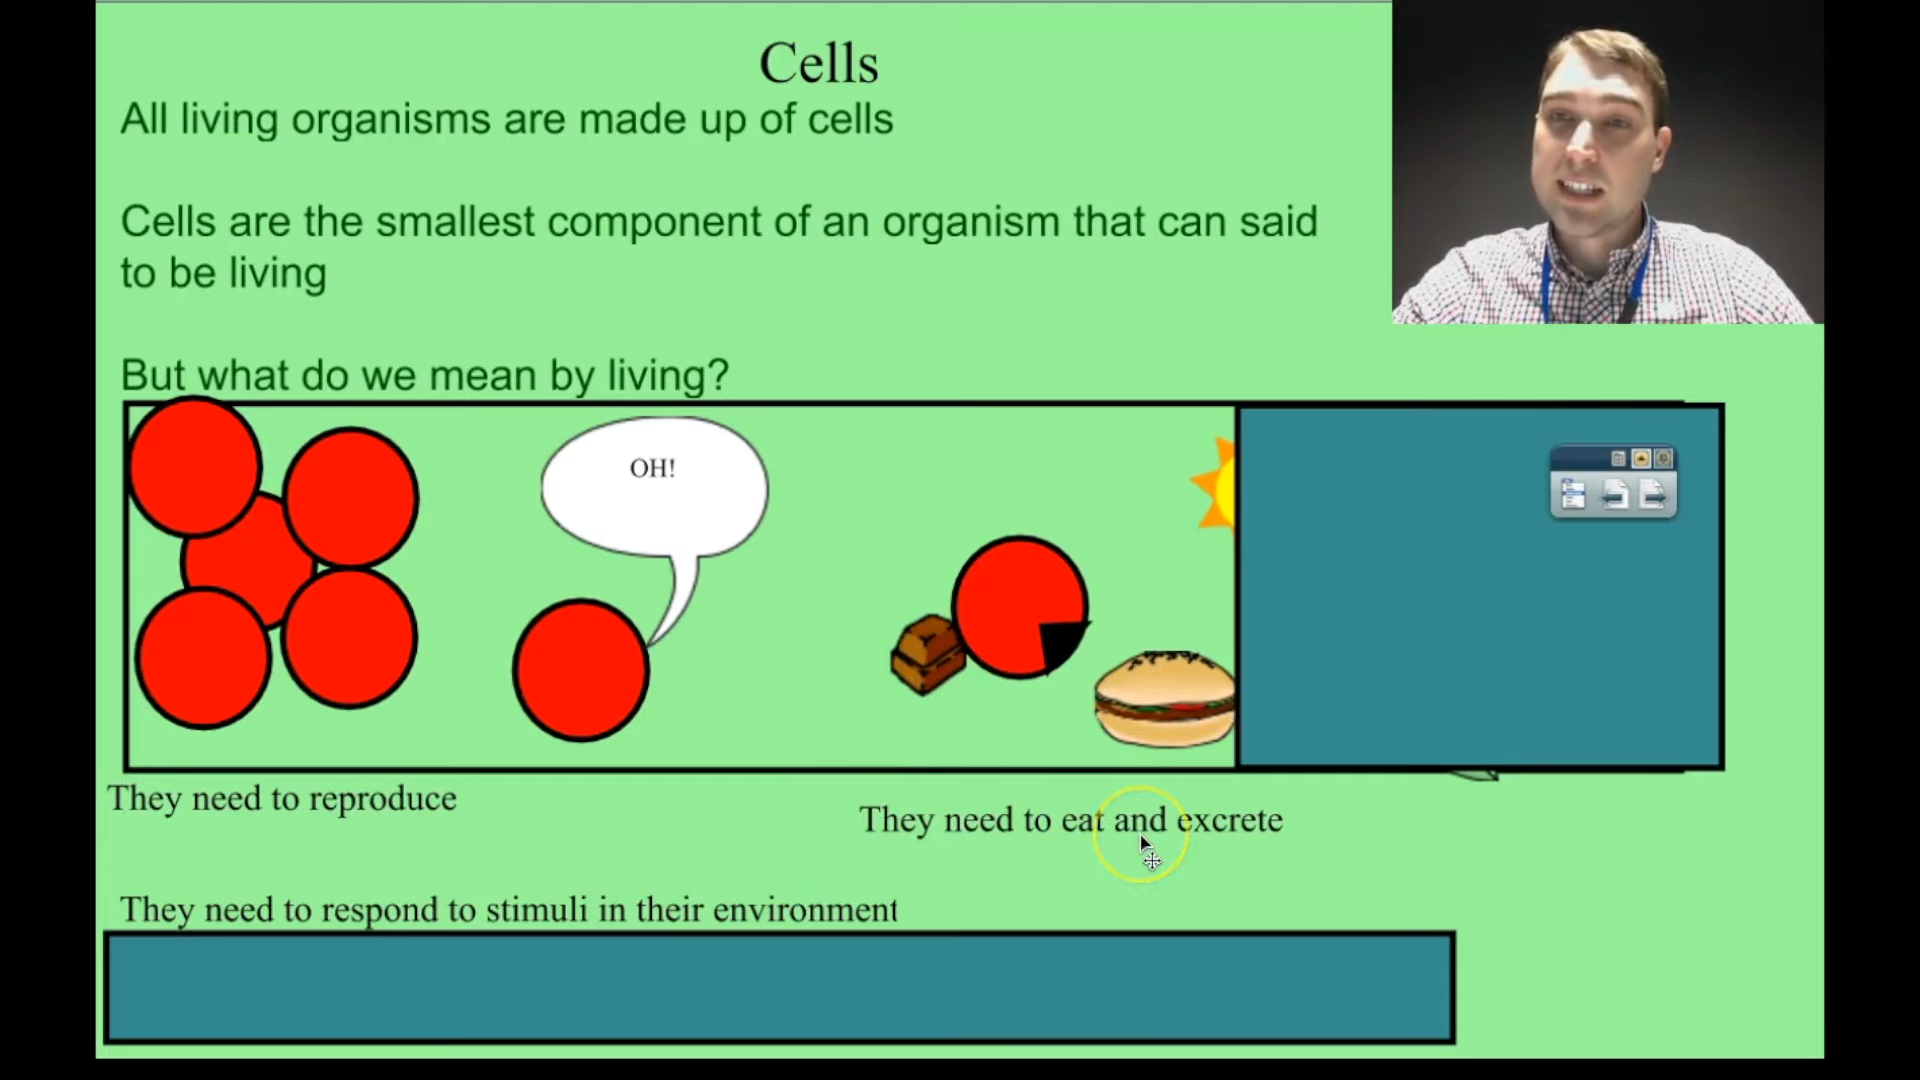 Cells
All living organisms are made up of cells
Cells are the smallest component of an organism that can said
to be living
But what do we mean by living?
OH!
They need to reproduce
They need to eat and excrete
They need to respond to stimuli in their environment